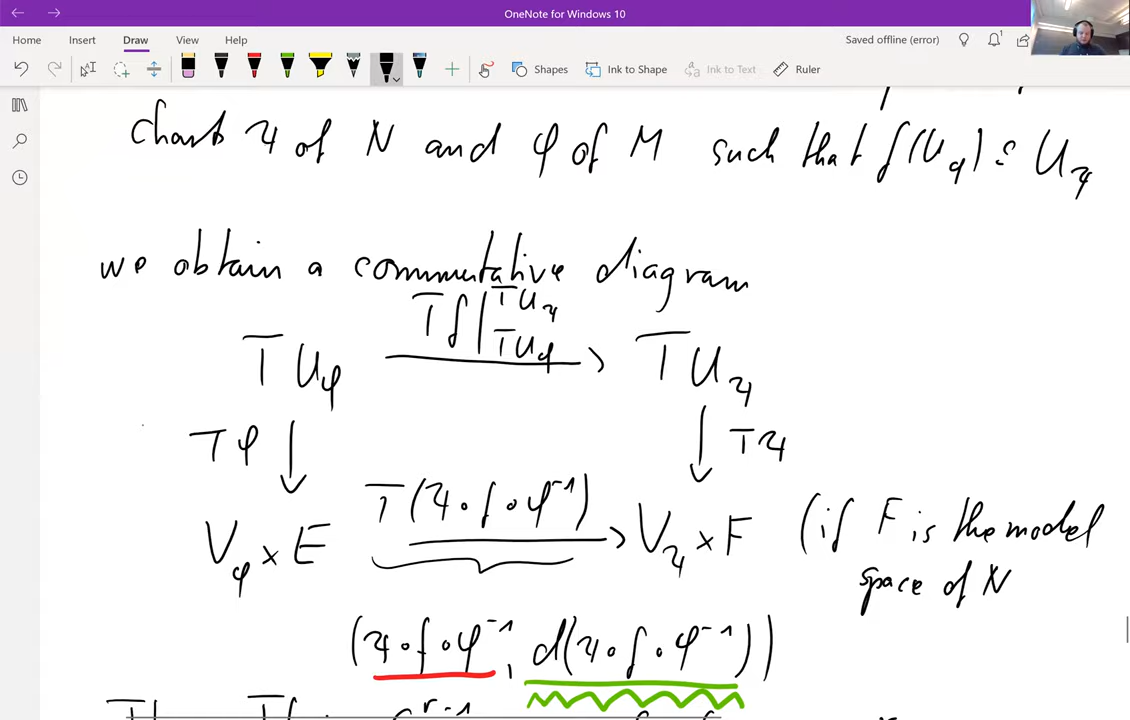 OneNote for Windows 10
Home Insert Draw View Help
Saved offline (error)
Shapes Ink to Shape Ink to Text Ruler
charts ψ of N and φ of M such that f(U_φ) ⊆ U_ψ
we obtain a commutative diagram
Tf|_{TU_φ}^{TU_ψ}
TU_φ → TU_ψ
Tφ ↓ ↓ Tψ
T(ψ∘f∘φ⁻¹)
V_φ × E → V_ψ × F (if F is the model
space of N
(ψ∘f∘φ⁻¹, d(ψ∘f∘φ⁻¹))